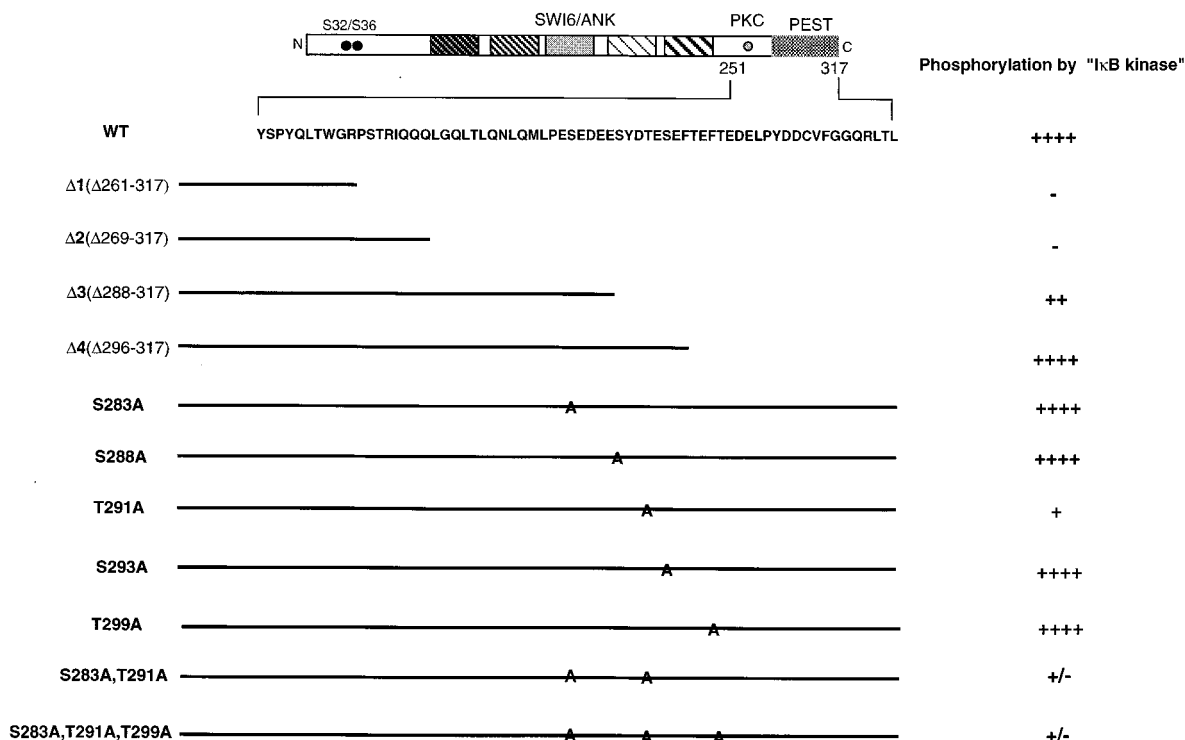 S32/S36 SWI6/ANK PKC PEST
N C
251 317 Phosphorylation by "IκB kinase"
WT YSPYQLTWGRPSTRIQQQLGQLTLQNLQMLPESEDEESYDTESEFTEFTEDELPYDDCVFGGQRLTL ++++
Δ1(Δ261-317) -
Δ2(Δ269-317) -
Δ3(Δ288-317) ++
Δ4(Δ296-317) ++++
S283A A ++++
S288A A ++++
T291A A +
S293A A ++++
T299A A ++++
S283A,T291A A A +/-
S283A,T291A,T299A A A A +/-